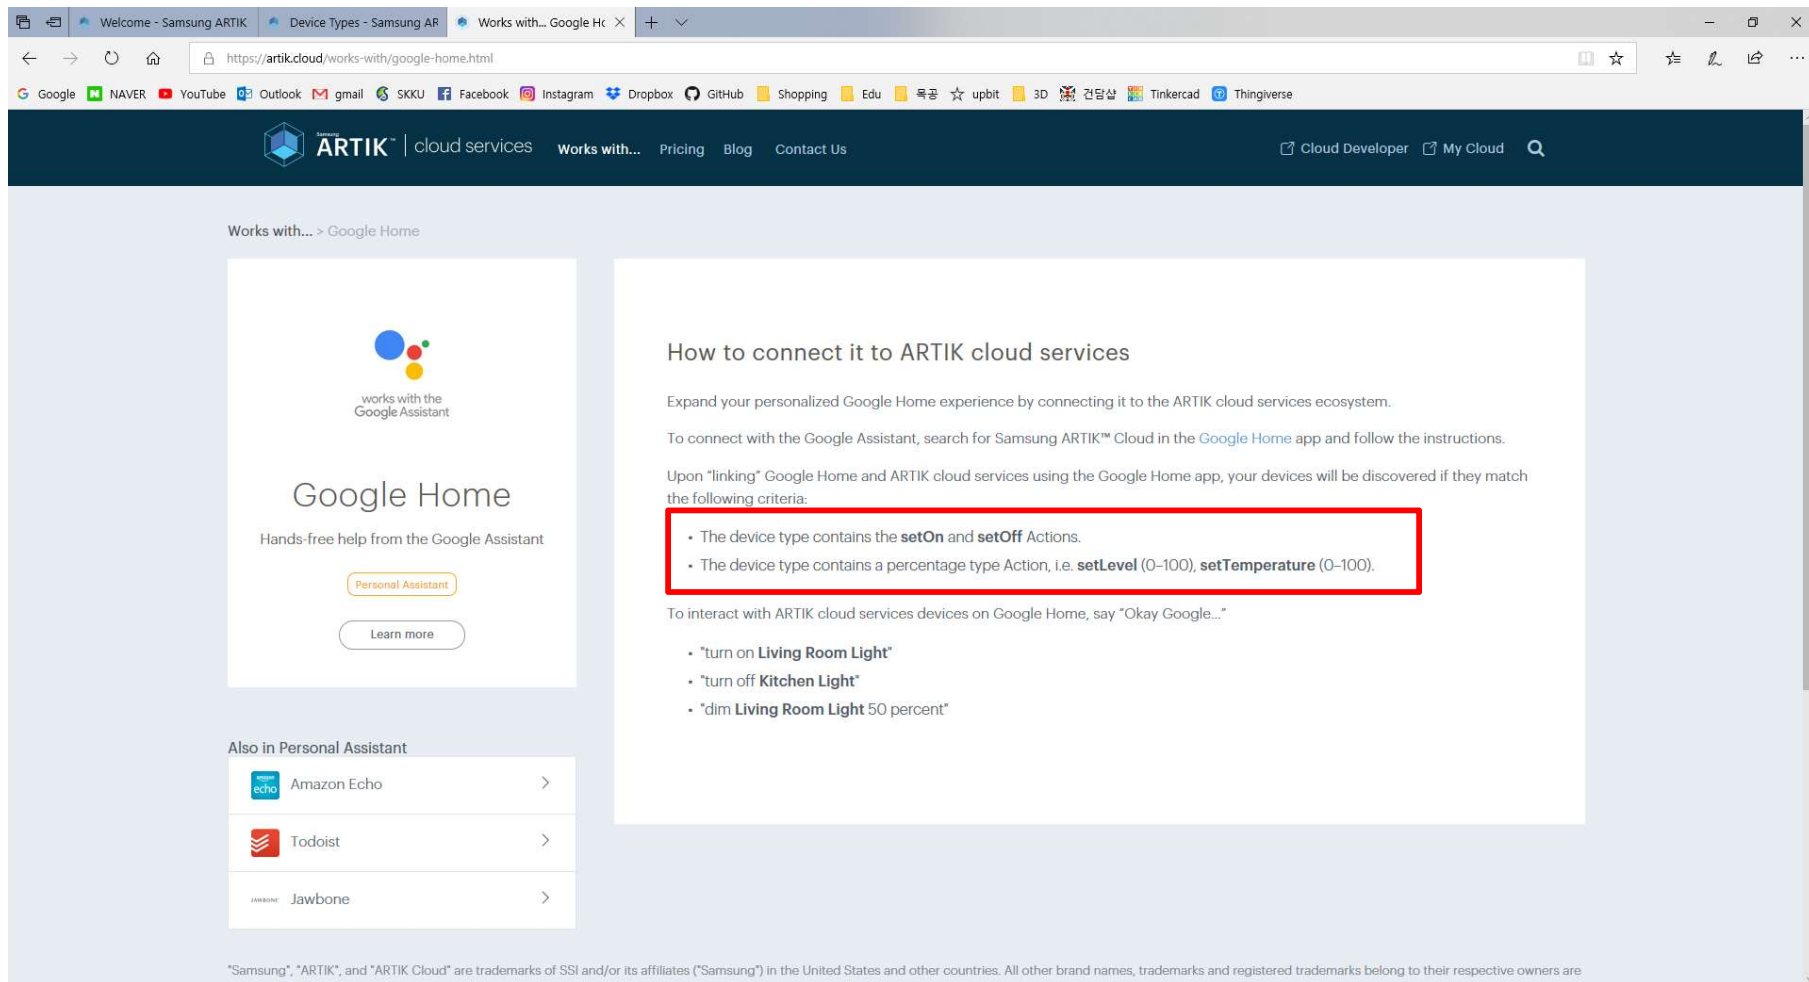 Welcome - Samsung ARTIK
Device Types - Samsung AR
Works with... Google Hc
https://artik.cloud/works-with/google-home.html
Google NAVER YouTube Outlook gmail SKKU Facebook Instagram Dropbox GitHub Shopping Edu 목공 upbit 3D 건담샵 Tinkercad Thingiverse
Samsung
ARTIK™ | cloud services Works with... Pricing Blog Contact Us Cloud Developer My Cloud
Works with... > Google Home
works with the
Google Assistant
Google Home
Hands-free help from the Google Assistant
Personal Assistant
Learn more
Also in Personal Assistant
amazon
echo
Amazon Echo
Todoist
JAWBONE Jawbone
How to connect it to ARTIK cloud services
Expand your personalized Google Home experience by connecting it to the ARTIK cloud services ecosystem.
To connect with the Google Assistant, search for Samsung ARTIK™ Cloud in the Google Home app and follow the instructions.
Upon "linking" Google Home and ARTIK cloud services using the Google Home app, your devices will be discovered if they match
the following criteria:
• The device type contains the setOn and setOff Actions.
• The device type contains a percentage type Action, i.e. setLevel (0-100), setTemperature (0-100).
To interact with ARTIK cloud services devices on Google Home, say "Okay Google..."
• "turn on Living Room Light"
• "turn off Kitchen Light"
• "dim Living Room Light 50 percent"
"Samsung", "ARTIK", and "ARTIK Cloud" are trademarks of SSI and/or its affiliates ("Samsung") in the United States and other countries. All other brand names, trademarks and registered trademarks belong to their respective owners are